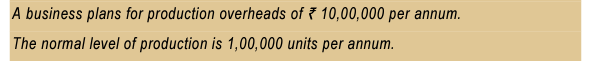 A business plans for production overheads of ₹ 10,00,000 per annum.
The normal level of production is 1,00,000 units per annum.